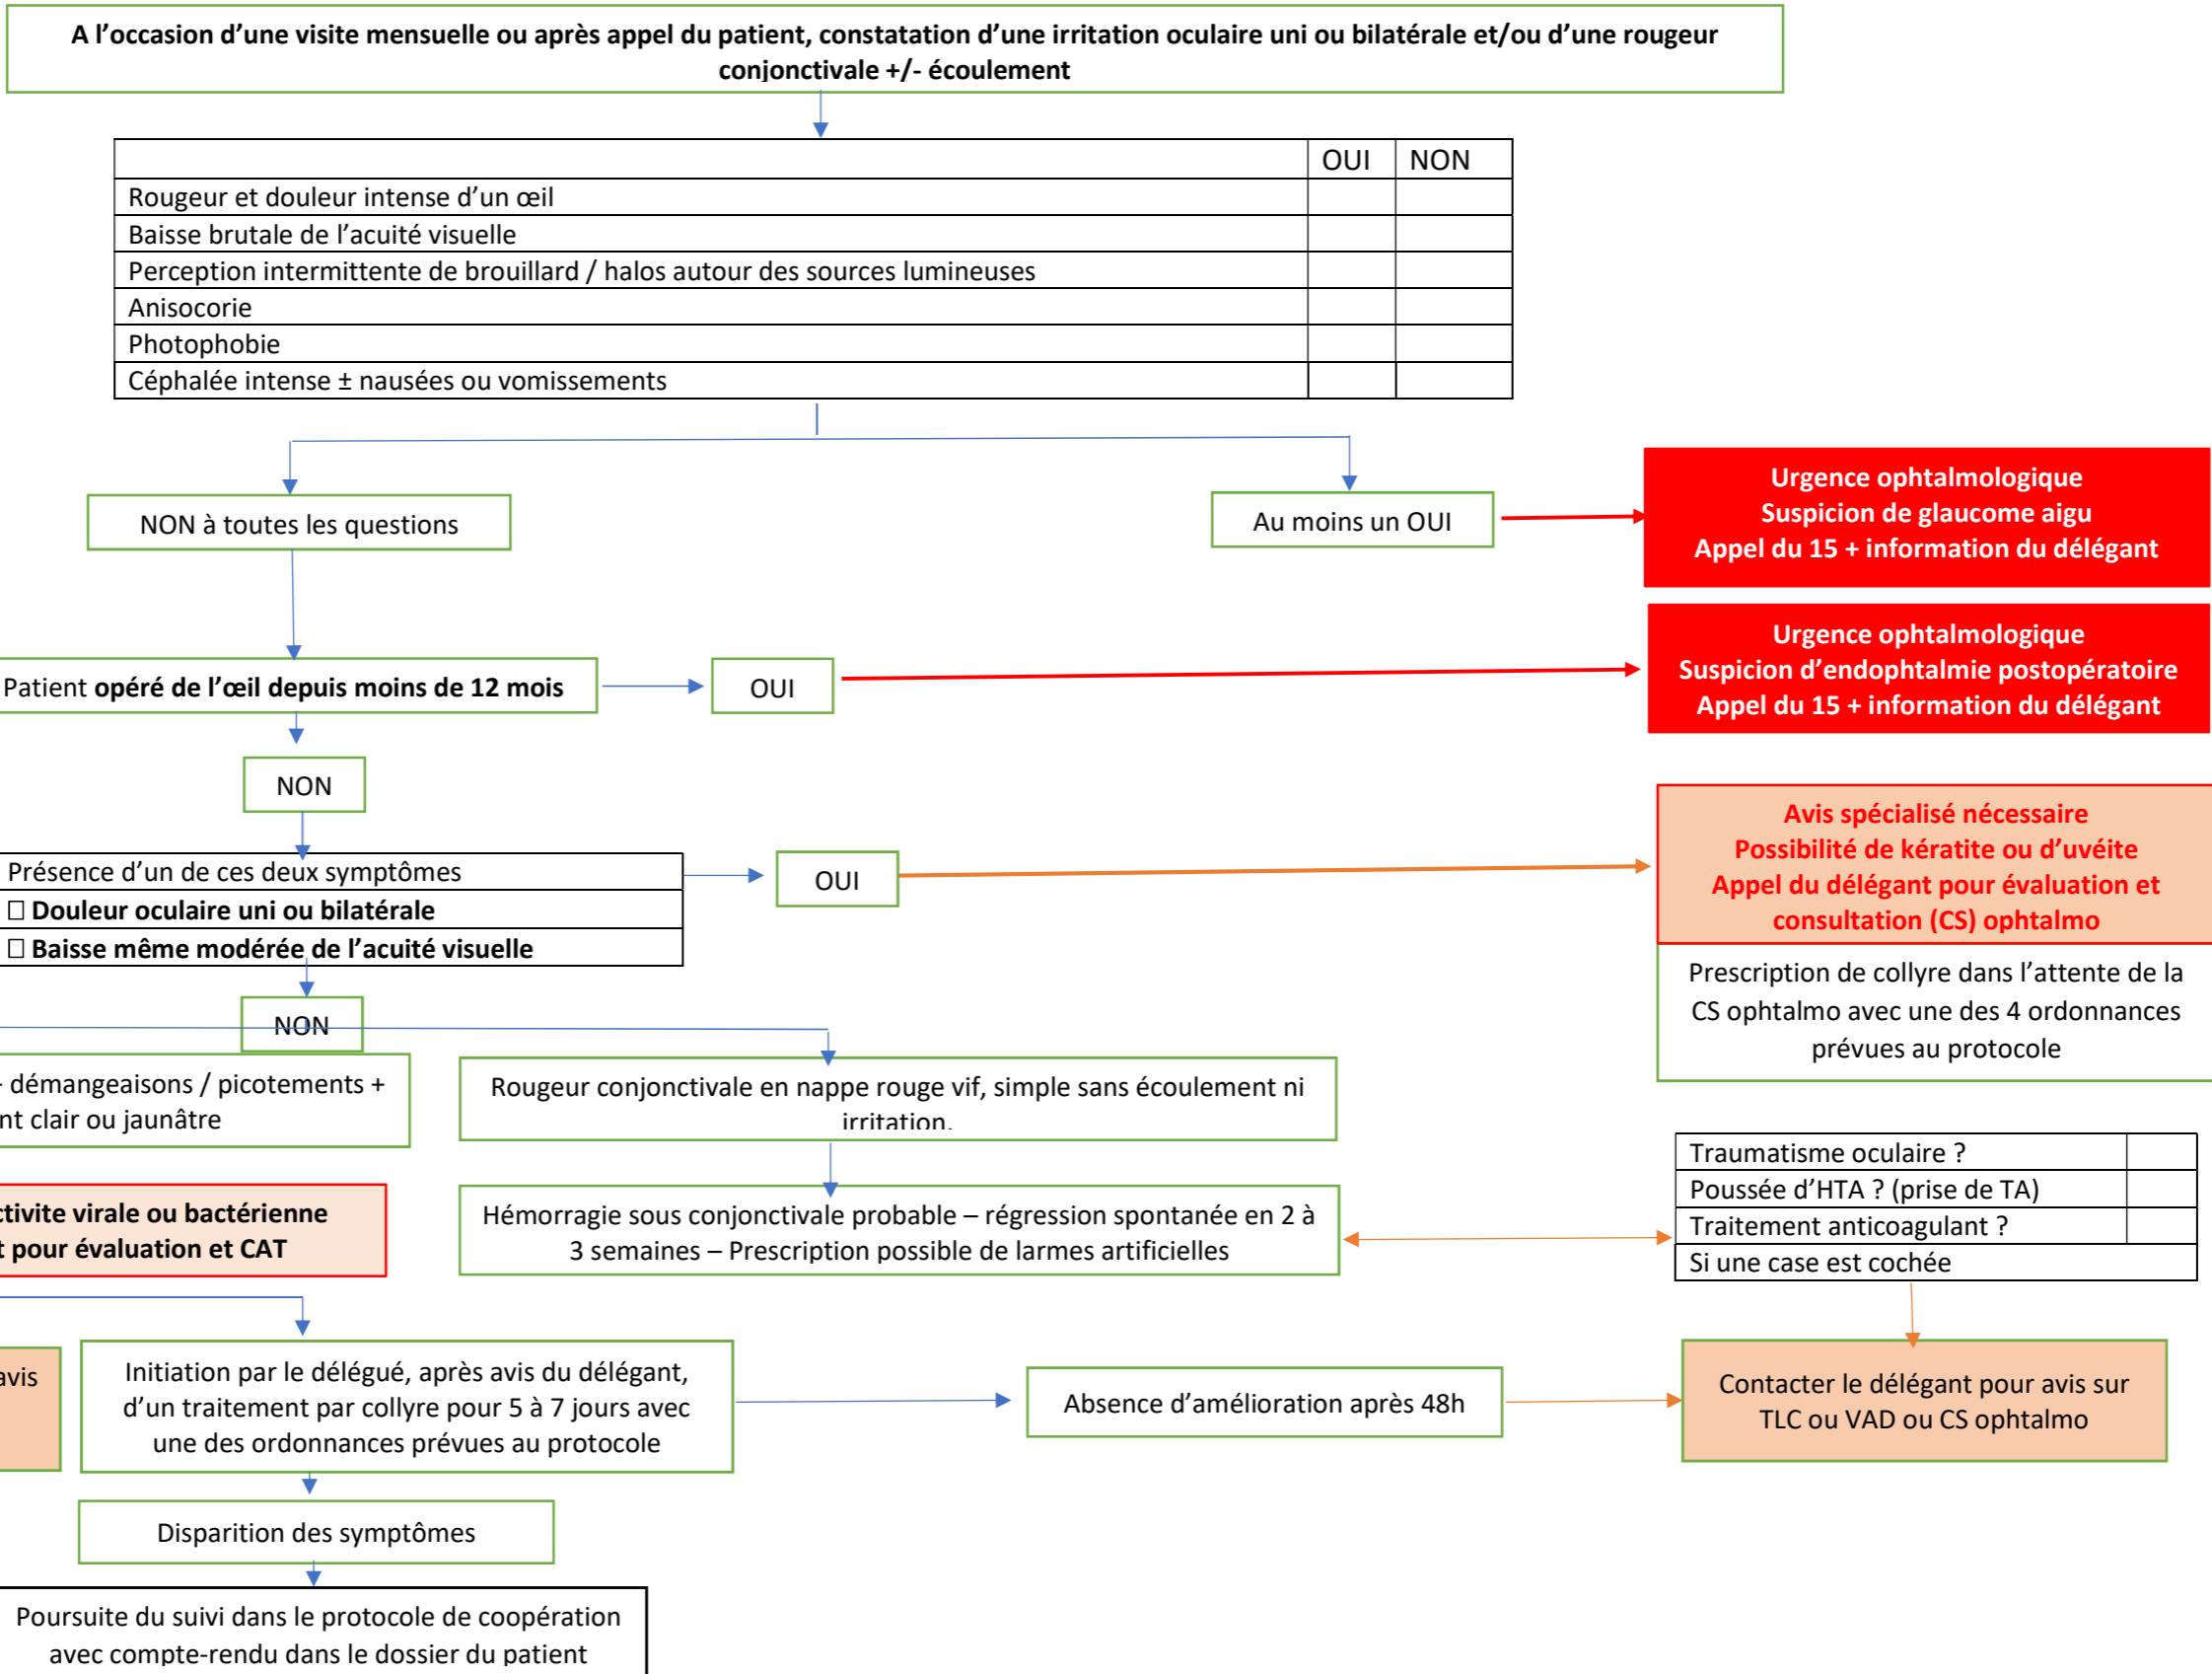 A l’occasion d’une visite mensuelle ou après appel du patient, constatation d’une irritation oculaire uni ou bilatérale et/ou d’une rougeur
conjonctivale +/- écoulement
OUI NON
Rougeur et douleur intense d’un œil
Baisse brutale de l’acuité visuelle
Perception intermittente de brouillard / halos autour des sources lumineuses
Anisocorie
Photophobie
Céphalée intense ± nausées ou vomissements
NON à toutes les questions
Au moins un OUI
Urgence ophtalmologique
Suspicion de glaucome aigu
Appel du 15 + information du délégant
Patient opéré de l’œil depuis moins de 12 mois
OUI
Urgence ophtalmologique
Suspicion d’endophtalmie postopératoire
Appel du 15 + information du délégant
NON
Présence d’un de ces deux symptômes
□ Douleur oculaire uni ou bilatérale
□ Baisse même modérée de l’acuité visuelle
OUI
Avis spécialisé nécessaire
Possibilité de kératite ou d’uvéite
Appel du délégant pour évaluation et
consultation (CS) ophtalmo
Prescription de collyre dans l’attente de la
CS ophtalmo avec une des 4 ordonnances
prévues au protocole
NON
démangeaisons / picotements +
nt clair ou jaunâtre
Rougeur conjonctivale en nappe rouge vif, simple sans écoulement ni
irritation.
Traumatisme oculaire ?
Poussée d’HTA ? (prise de TA)
Traitement anticoagulant ?
Si une case est cochée
ctivite virale ou bactérienne
t pour évaluation et CAT
Hémorragie sous conjonctivale probable – régression spontanée en 2 à
3 semaines – Prescription possible de larmes artificielles
avis
Initiation par le délégué, après avis du délégant,
d’un traitement par collyre pour 5 à 7 jours avec
une des ordonnances prévues au protocole
Absence d’amélioration après 48h
Contacter le délégant pour avis sur
TLC ou VAD ou CS ophtalmo
Disparition des symptômes
Poursuite du suivi dans le protocole de coopération
avec compte-rendu dans le dossier du patient